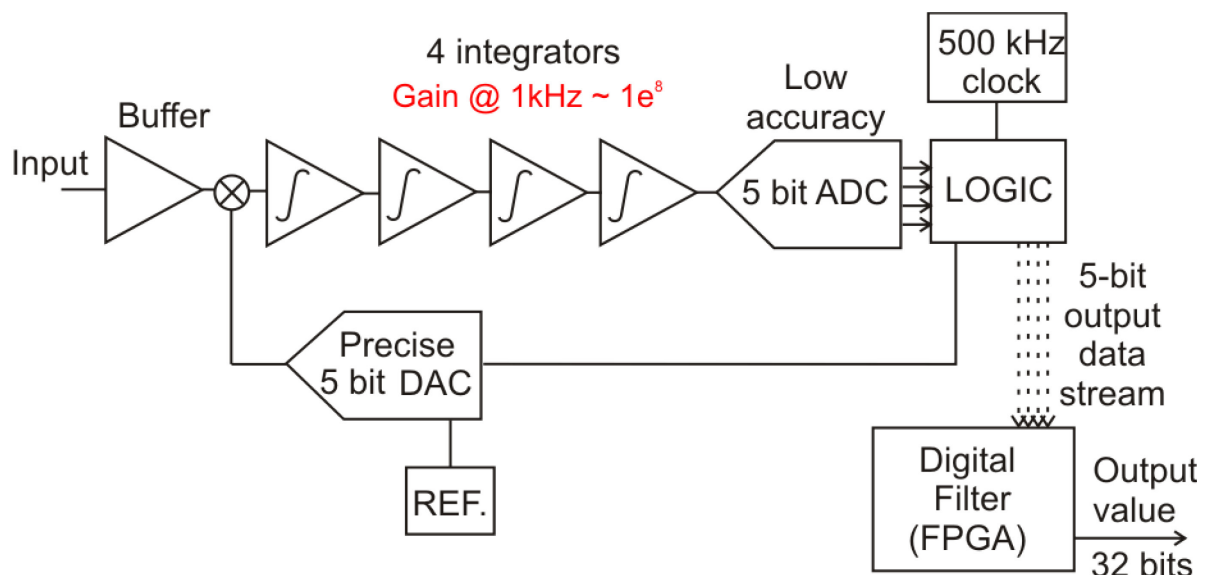 4 integrators
Gain @ 1kHz ~ 1e⁸
Buffer
Input
Low
accuracy
5 bit ADC
500 kHz
clock
LOGIC
5-bit
output
data
stream
Precise
5 bit DAC
REF.
Digital
Filter
(FPGA)
Output
value
32 bits